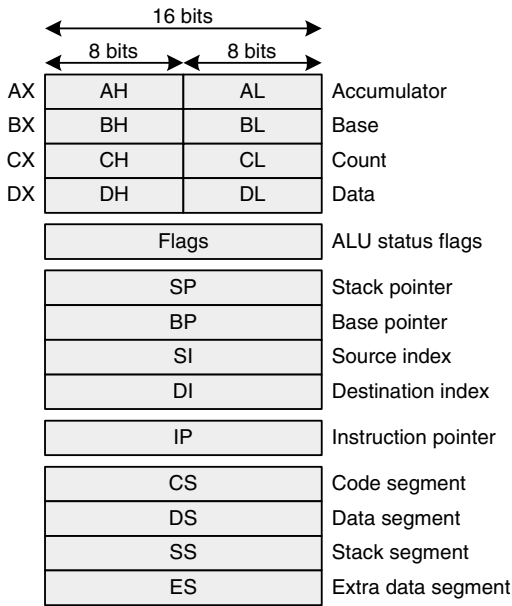 16 bits
8 bits 8 bits
AX AH AL Accumulator
BX BH BL Base
CX CH CL Count
DX DH DL Data
Flags ALU status flags
SP Stack pointer
BP Base pointer
SI Source index
DI Destination index
IP Instruction pointer
CS Code segment
DS Data segment
SS Stack segment
ES Extra data segment